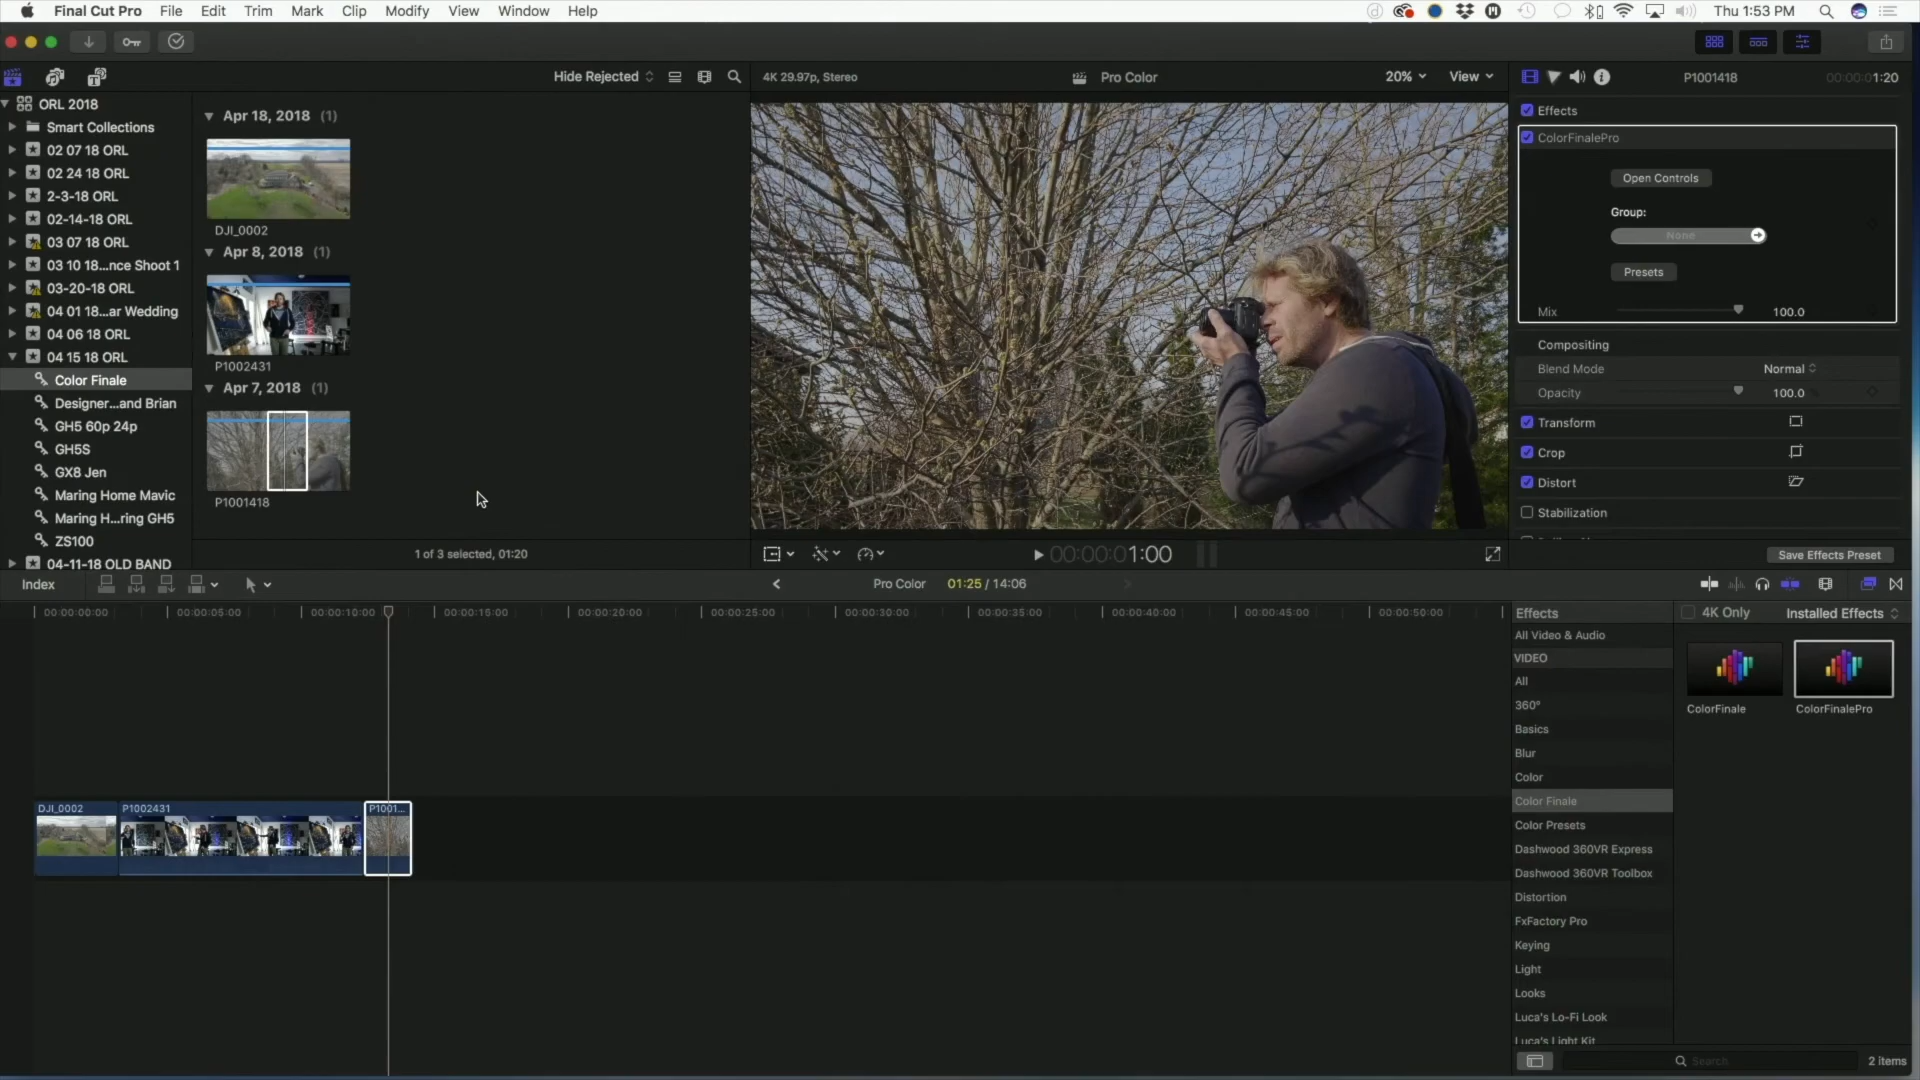 Final Cut Pro File Edit Trim Mark Clip Modify View Window Help Thu 1:53 PM
Hide Rejected 4K 29.97p, Stereo Pro Color 20% View P1001418 00:00:01:20
ORL 2018
Smart Collections
02 07 18 ORL
02 24 18 ORL
2-3-18 ORL
02-14-18 ORL
03 07 18 ORL
03 10 18...nce Shoot 1
03-20-18 ORL
04 01 18...ar Wedding
04 06 18 ORL
04 15 18 ORL
Color Finale
Designer...and Brian
GH5 60p 24p
GH5S
GX8 Jen
Maring Home Mavic
Maring H...ring GH5
ZS100
04-11-18 OLD BAND
Apr 18, 2018 (1)
DJI_0002
Apr 8, 2018 (1)
P1002431
Apr 7, 2018 (1)
P1001418
1 of 3 selected, 01:20
00:00:01:00
Effects
ColorFinalePro
Open Controls
Group:
None
Presets
Mix 100.0
Compositing
Blend Mode Normal
Opacity 100.0
Transform
Crop
Distort
Stabilization
Save Effects Preset
Index Pro Color 01:25 / 14:06
00:00:00:00 00:00:05:00 00:00:10:00 00:00:15:00 00:00:20:00 00:00:25:00 00:00:30:00 00:00:35:00 00:00:40:00 00:00:45:00 00:00:50:00
DJI_0002 P1002431 P1001...
Effects 4K Only Installed Effects
All Video & Audio
VIDEO
All
360°
Basics
Blur
Color
Color Finale
Color Presets
Dashwood 360VR Express
Dashwood 360VR Toolbox
Distortion
FxFactory Pro
Keying
Light
Looks
Luca's Lo-Fi Look
Luca's Light Kit
ColorFinale ColorFinalePro
Search 2 items